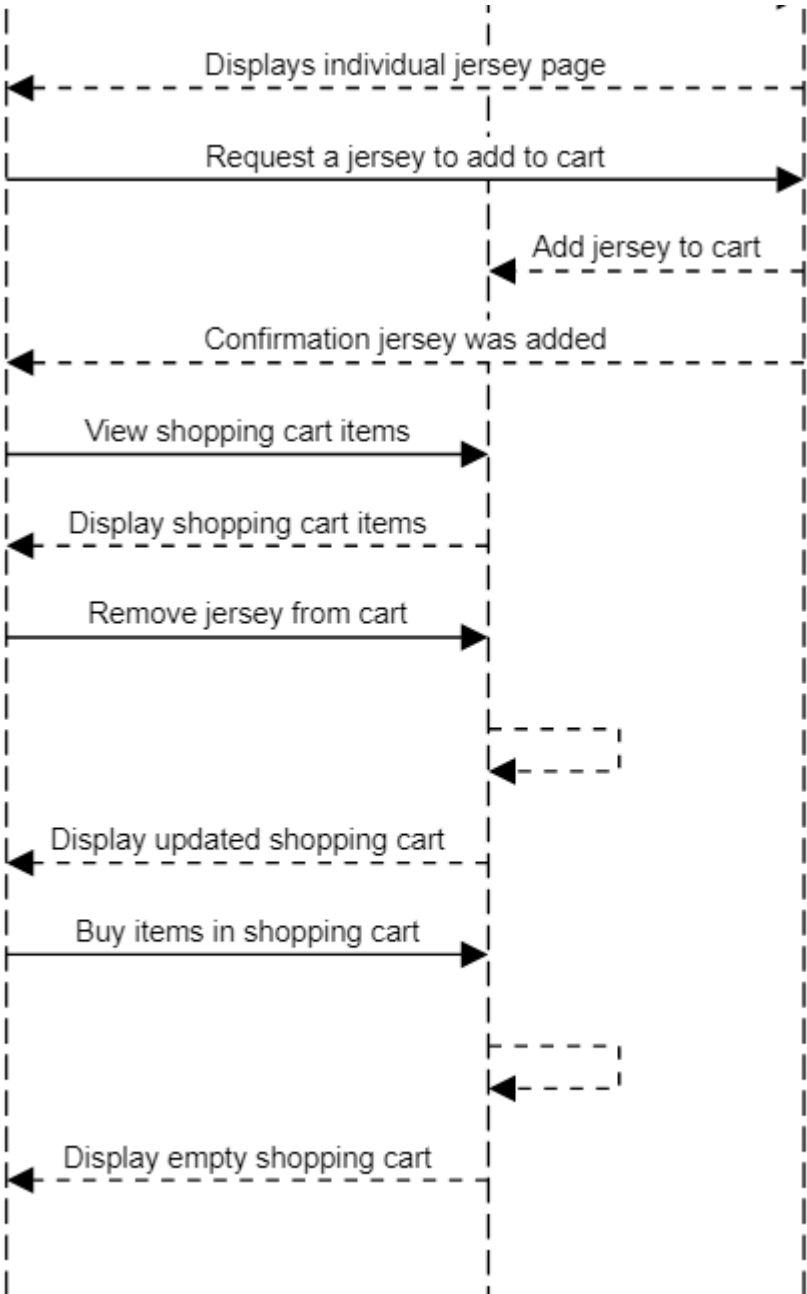 Displays individual jersey page
Request a jersey to add to cart
Add jersey to cart
Confirmation jersey was added
View shopping cart items
Display shopping cart items
Remove jersey from cart
Display updated shopping cart
Buy items in shopping cart
Display empty shopping cart